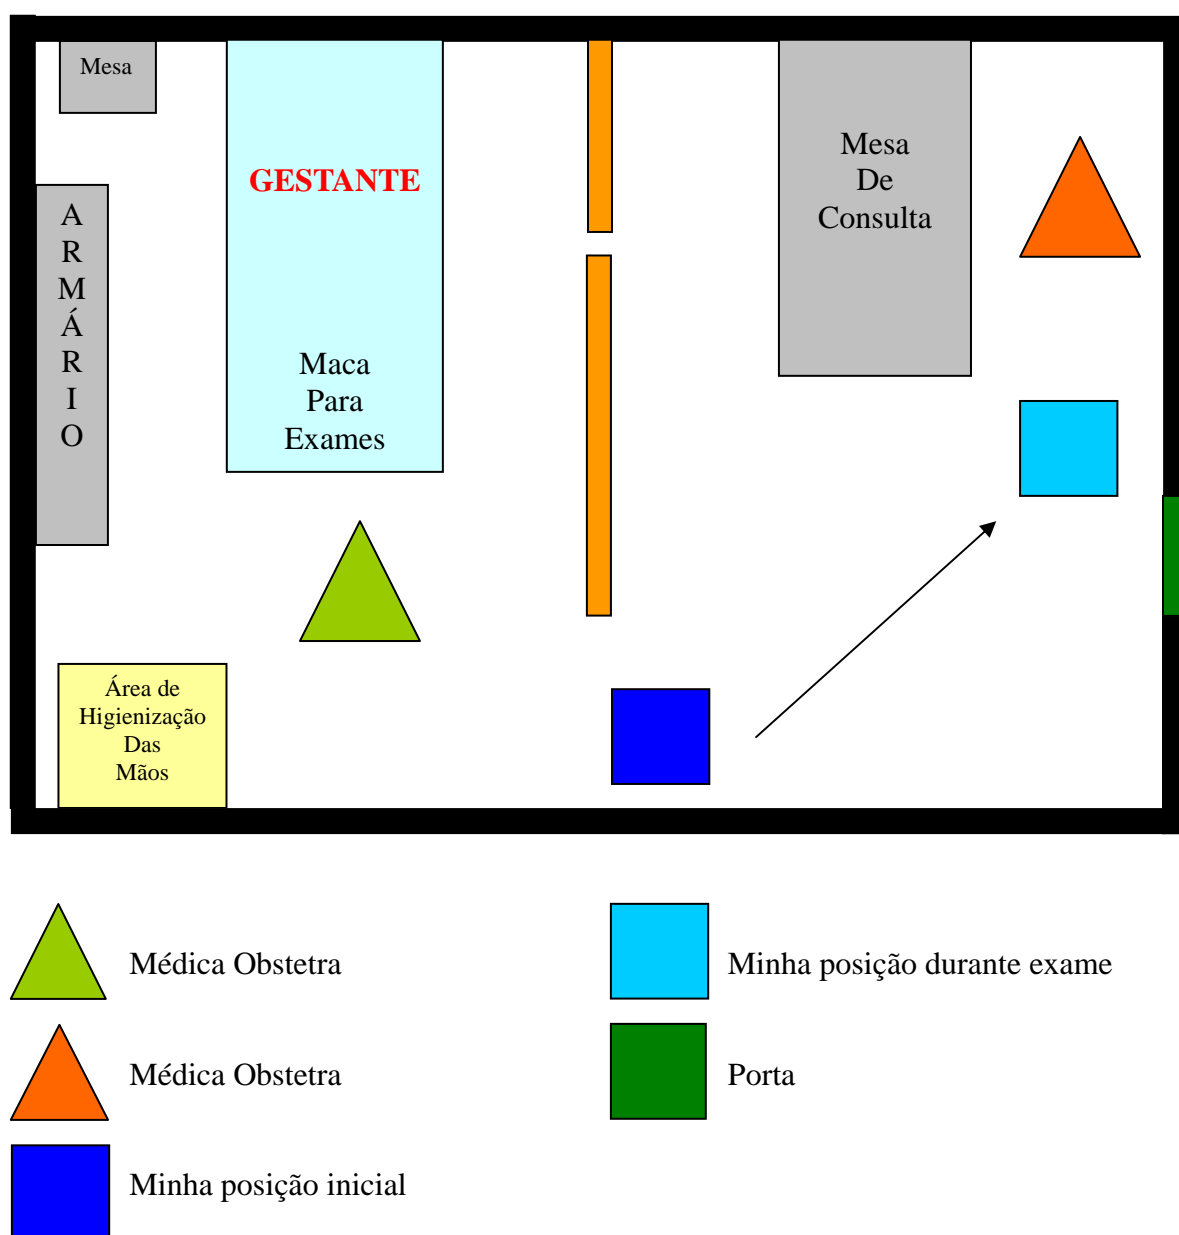 Mesa
GESTANTE
Mesa
De
Consulta
A
R
M
Á
R
I
O
Maca
Para
Exames
Área de
Higienização
Das
Mãos
Médica Obstetra
Minha posição durante exame
Médica Obstetra
Porta
Minha posição inicial